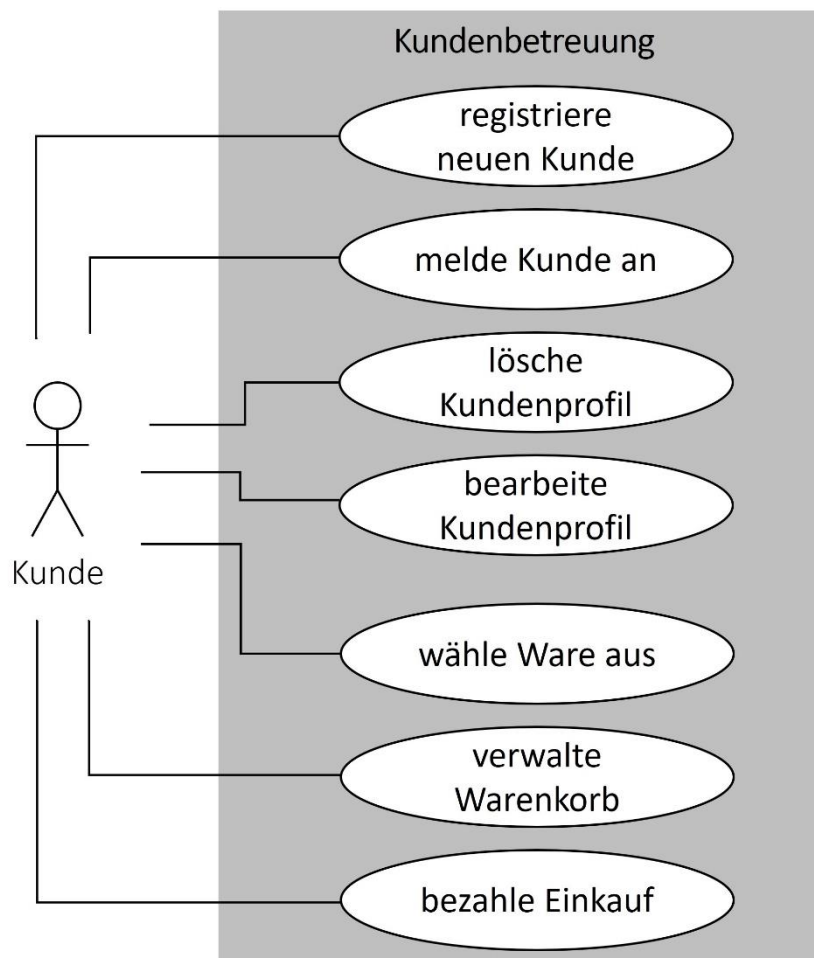 Kundenbetreuung
registriere
neuen Kunde
melde Kunde an
lösche
Kundenprofil
bearbeite
Kundenprofil
Kunde
wähle Ware aus
verwalte
Warenkorb
bezahle Einkauf